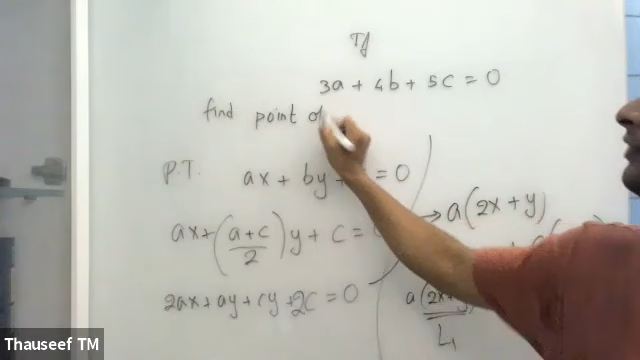 If
3a + 4b + 5c = 0
find point of
P.T. ax + by + = 0
ax + (a+c/2) y + c =
→ a(2x + y)
2ax + ay + cy + 2c = 0
L₁
Thauseef TM